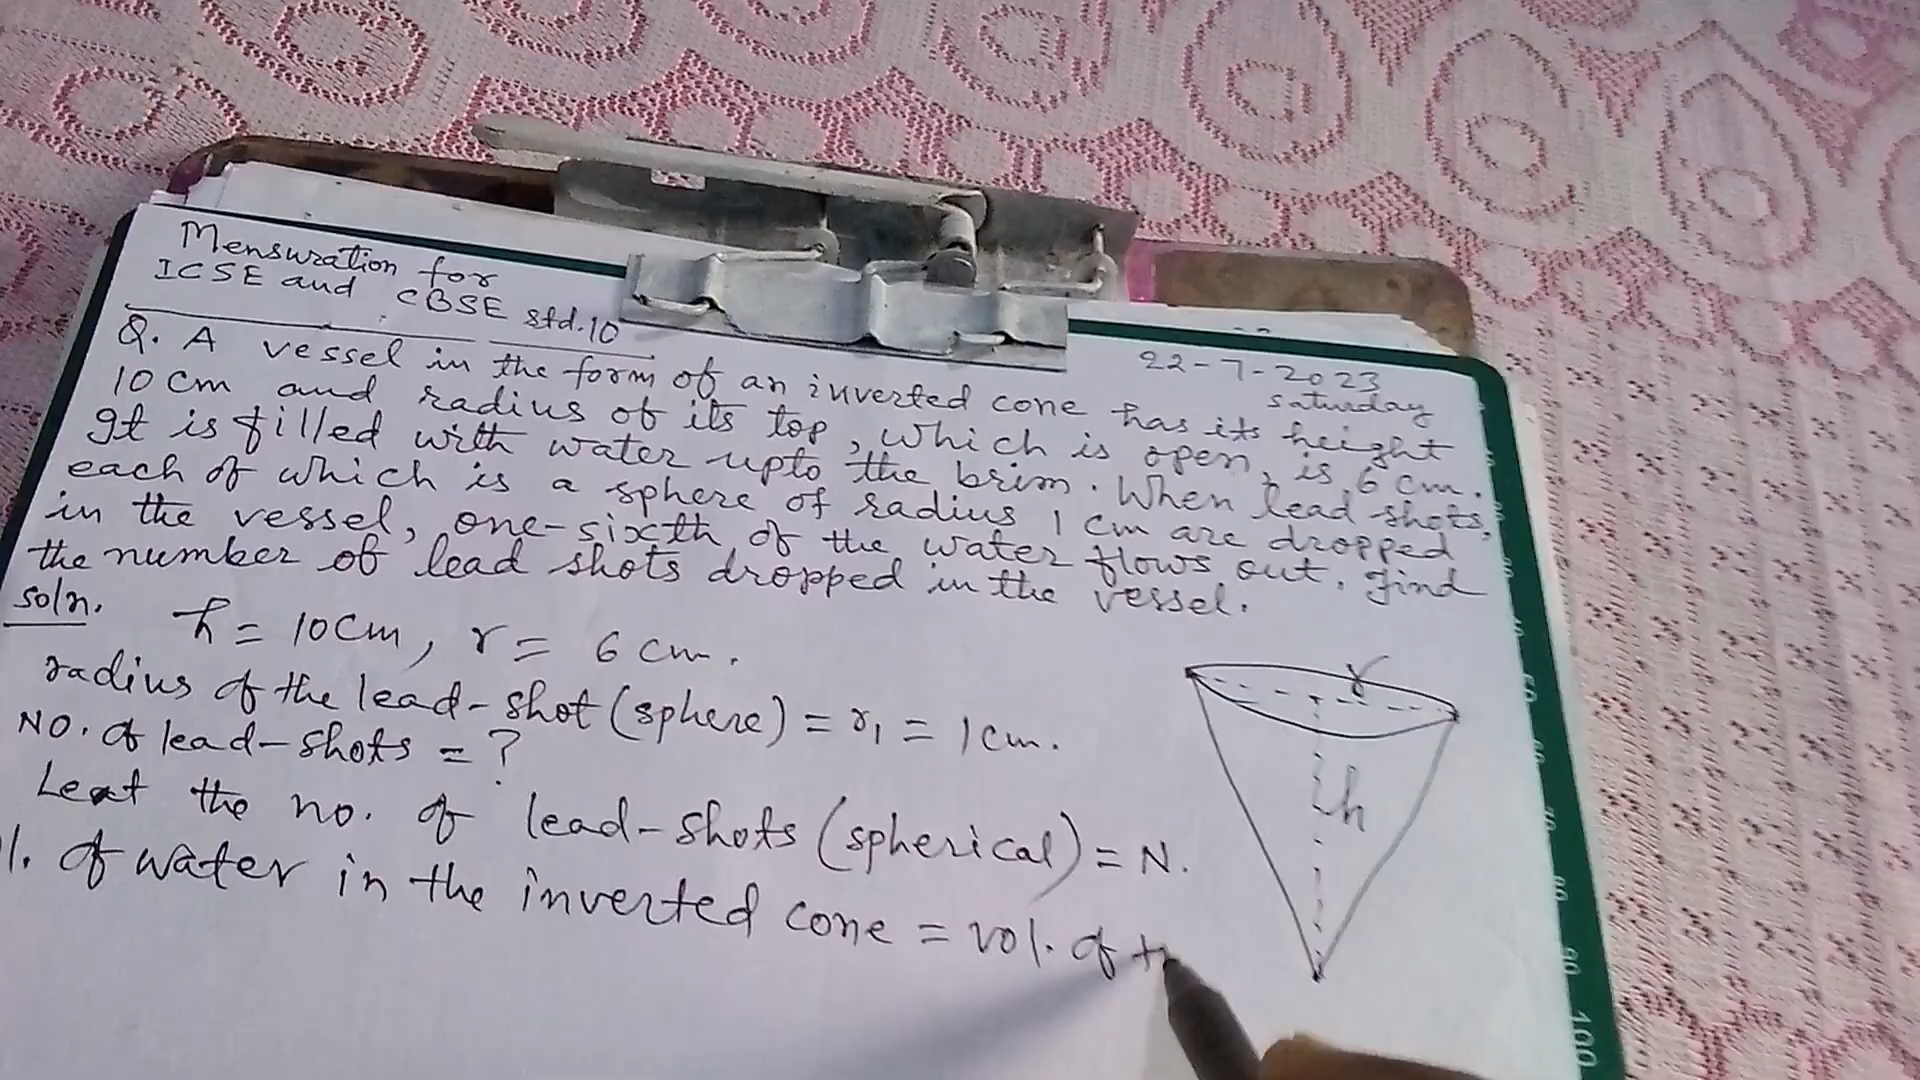 Mensuration for
ICSE and CBSE std.10
22-7-2023
saturday
Q. A vessel in the form of an inverted cone has its height
10 cm and radius of its top, which is open, is 6 cm.
It is filled with water upto the brim. When lead shots,
each of which is a sphere of radius 1 cm are dropped
in the vessel, one-sixth of the water flows out. Find
the number of lead shots dropped in the vessel.
soln. h = 10 cm, r = 6 cm.
radius of the lead-shot (sphere) = r₁ = 1 cm.
NO. of lead-shots = ?
Leat the no. of lead-shots (spherical) = N.
l. of water in the inverted cone = vol. of
r
h